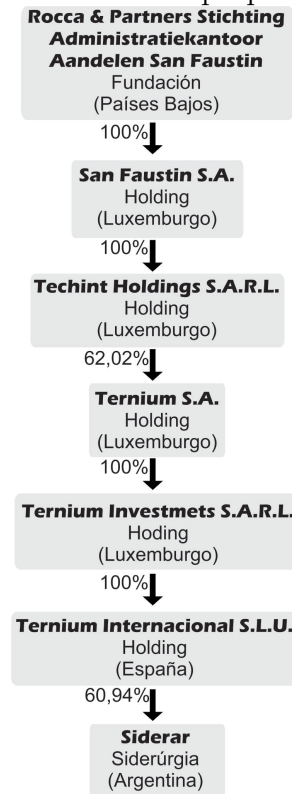 Rocca & Partners Stichting
Administratiekantoor
Aandelen San Faustin
Fundación
(Países Bajos)
100%
San Faustin S.A.
Holding
(Luxemburgo)
100%
Techint Holdings S.A.R.L.
Holding
(Luxemburgo)
62,02%
Ternium S.A.
Holding
(Luxemburgo)
100%
Ternium Investmets S.A.R.L.
Hoding
(Luxemburgo)
100%
Ternium Internacional S.L.U.
Holding
(España)
60,94%
Siderar
Siderúrgia
(Argentina)